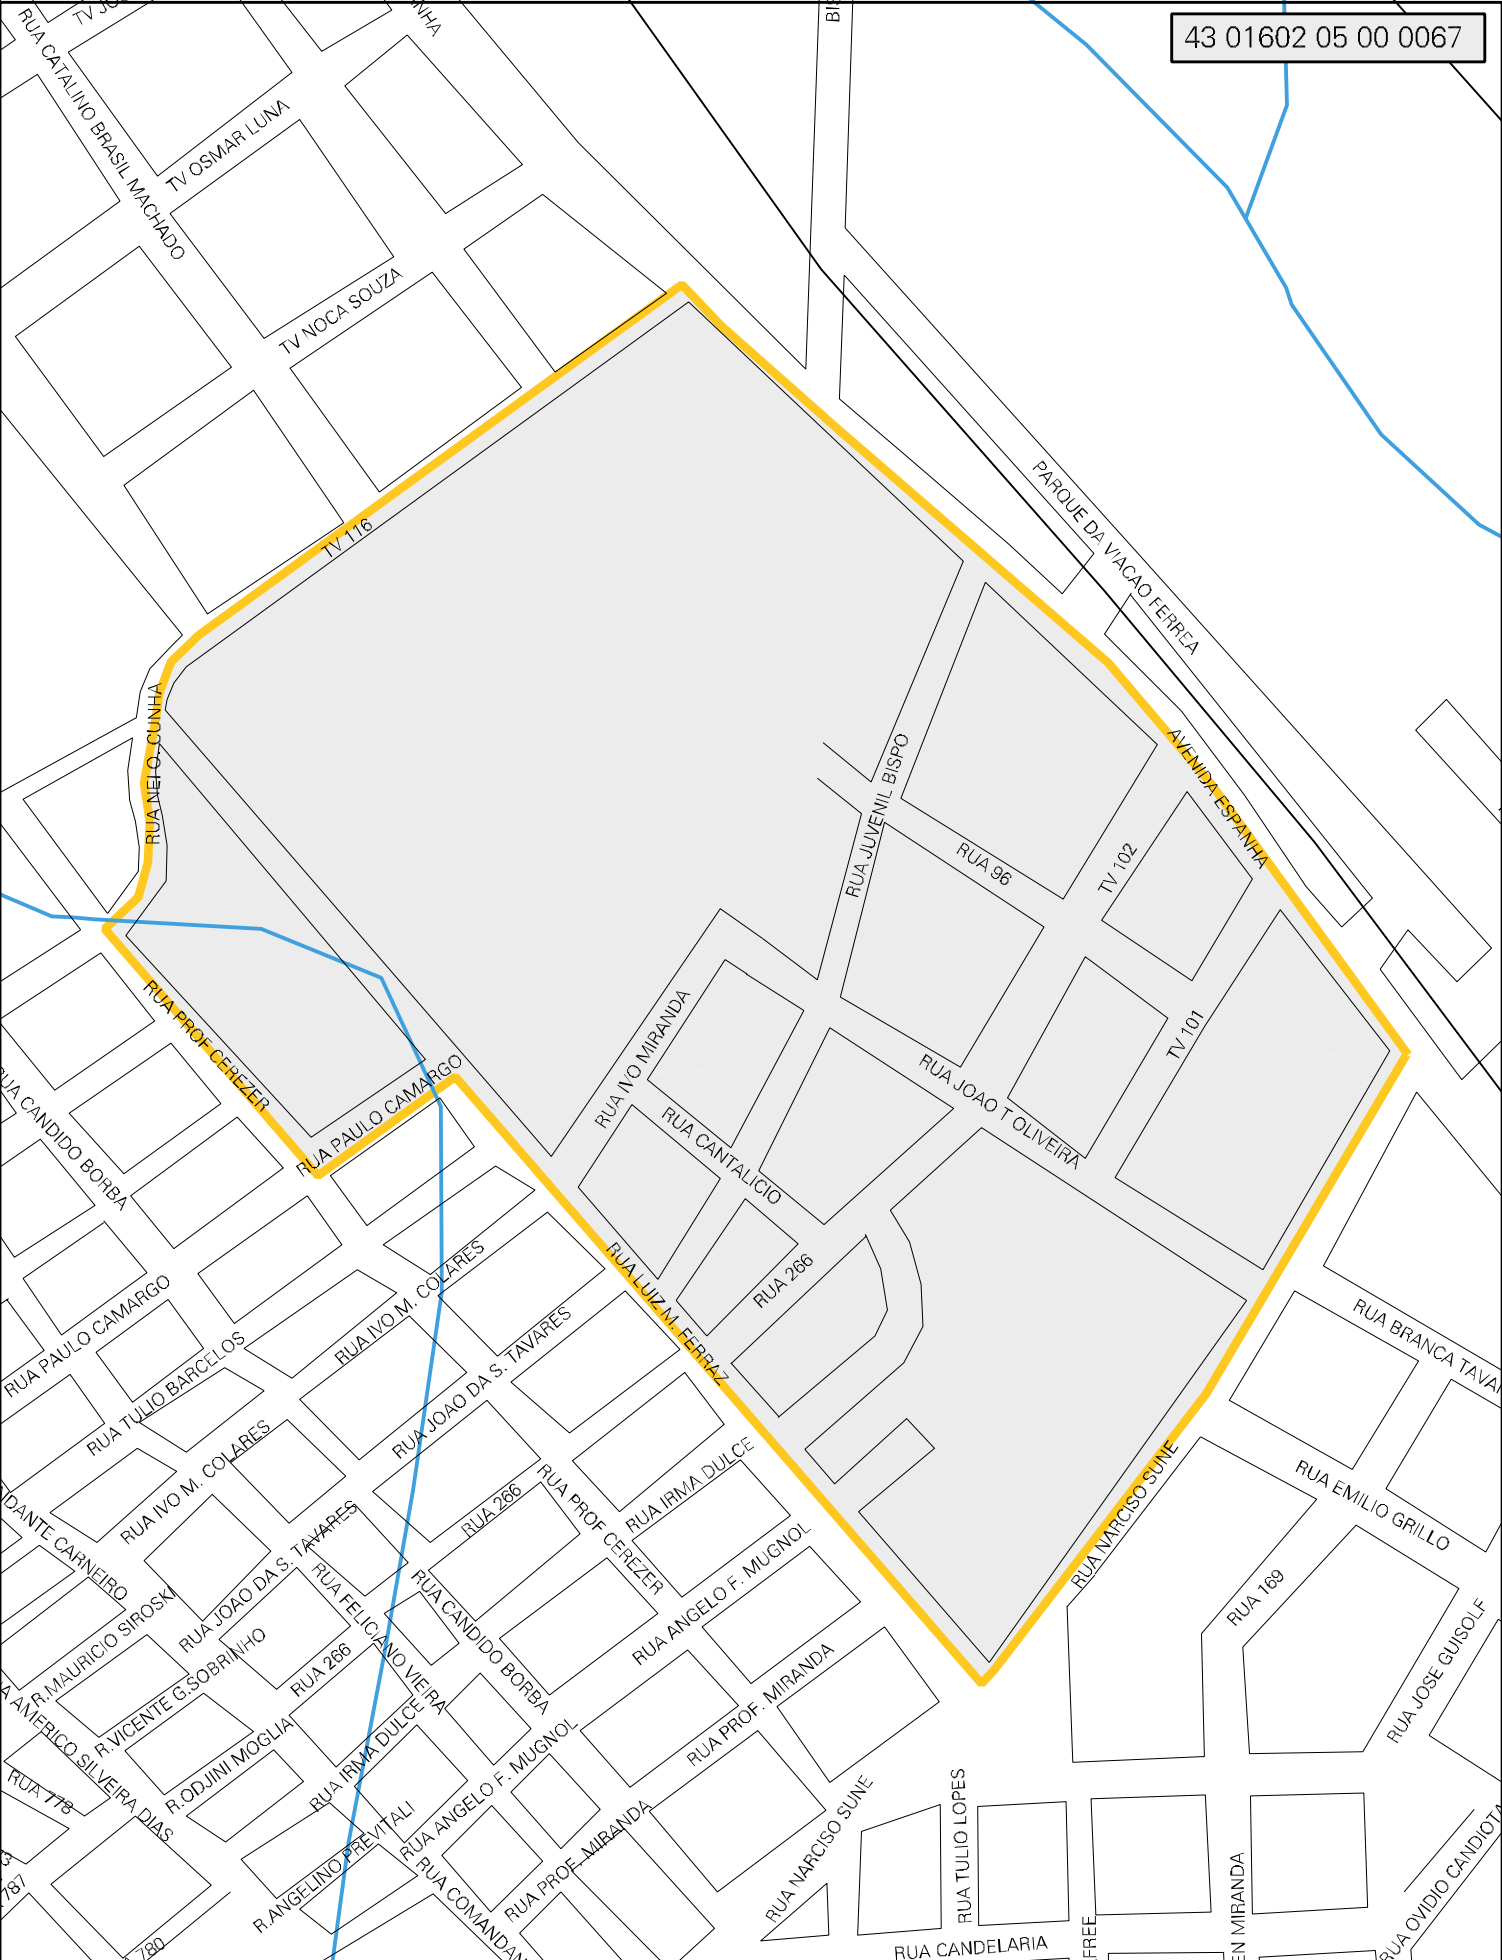 43 01602 05 00 0067
RUA CATALINO BRASIL MACHADO
TV OSMAR LUNA
TV NOCA SOUZA
TV 116
PARQUE DA VIACAO FERREA
RUA NEI O. CUNHA
AVENIDA ESPANHA
RUA JUVENIL BISPO
RUA 96
TV 102
TV 101
RUA PROF CEREZER
RUA PAULO CAMARGO
RUA IVO MIRANDA
RUA CANTALICIO
RUA JOAO T OLIVEIRA
RUA CANDIDO BORBA
RUA 266
RUA LUIZ M. FERRAZ
RUA PAULO CAMARGO
RUA TULIO BARCELOS
RUA IVO M. COLARES
RUA JOAO DA S. TAVARES
RUA BRANCA TAVA
RUA IVO M. COLARES
RUA 266
RUA IRMA DULCE
RUA PROF CEREZER
RUA NARCISO SUNE
RUA EMILIO GRILLO
RUA JOAO DA S. TAVARES
RUA ANGELO F. MUGNOL
RUA FELICIANO VIEIRA
RUA CANDIDO BORBA
RUA 169
R.MAURICIO SIROSKI
R.VICENTE G.SOBRINHO
RUA 266
RUA PROF. MIRANDA
RUA JOSE GUISOLF
AMERICO SILVEIRA DIAS
R.ODJINI MOGLIA
RUA IRMA DULCE
RUA ANGELO F. MUGNOL
RUA 778
R.ANGELINO PREVITALI
RUA PROF. MIRANDA
RUA NARCISO SUNE
RUA TULIO LOPES
RUA OVIDIO CANDIOTA
787
780
RUA COMANDAN
RUA CANDELARIA
FREE
EN MIRANDA